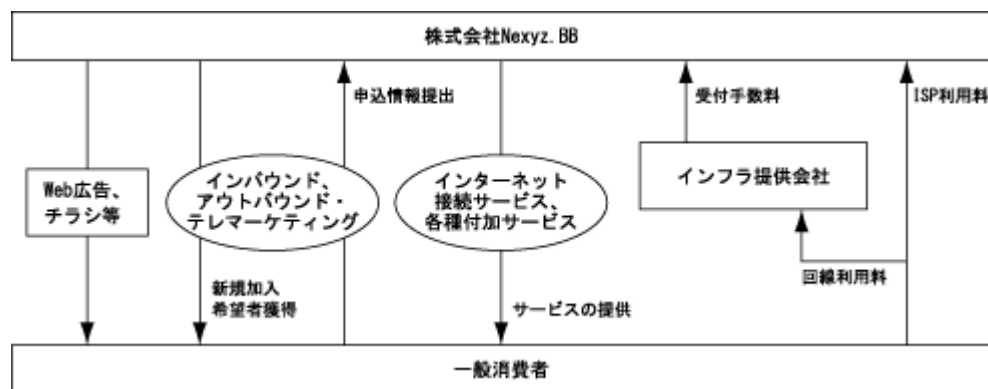 株式会社Nexyz.BB
申込情報提出
受付手数料
ISP利用料
Web広告、
チラシ等
インバウンド、
アウトバウンド・
テレマーケティング
インターネット
接続サービス、
各種付加サービス
インフラ提供会社
回線利用料
新規加入
希望者獲得
サービスの提供
一般消費者